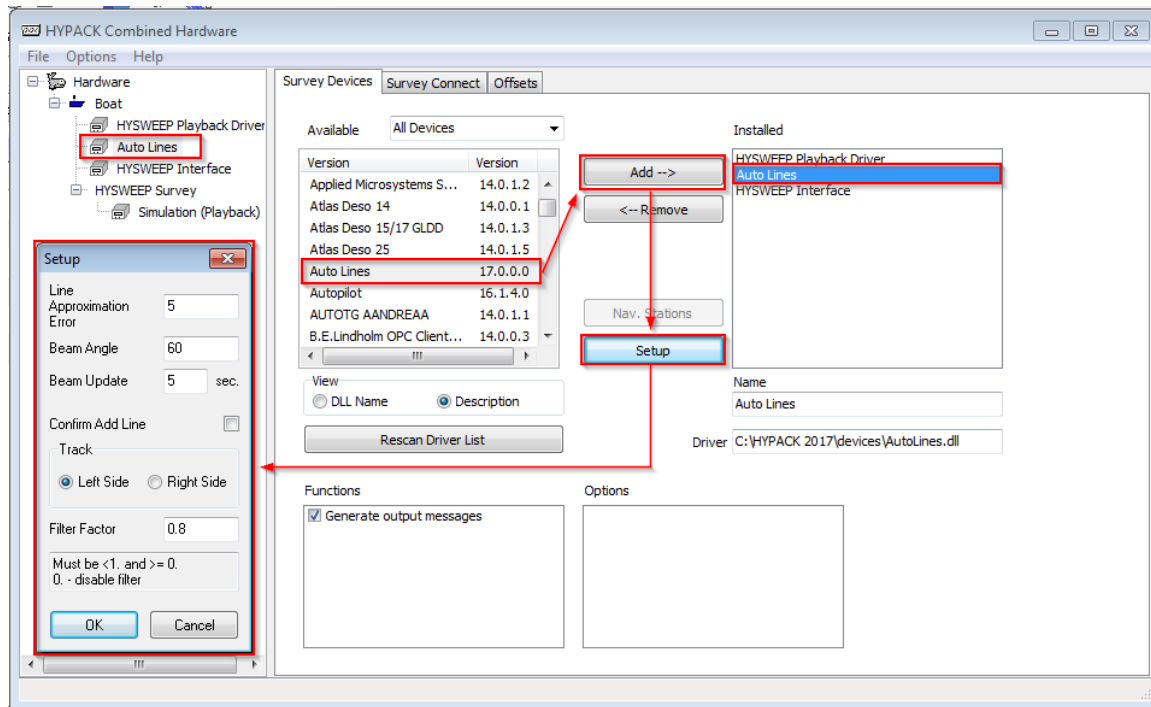 HYPACK Combined Hardware
File Options Help
Hardware
Boat
HYSWEEP Playback Driver
Auto Lines
HYSWEEP Interface
HYSWEEP Survey
Simulation (Playback)
Survey Devices Survey Connect Offsets
Available All Devices
Version Version
Applied Microsystems S... 14.0.1.2
Atlas Deso 14 14.0.0.1
Atlas Deso 15/17 GLDD 14.0.1.3
Atlas Deso 25 14.0.1.5
Auto Lines 17.0.0.0
Autopilot 16.1.4.0
AUTOTG AANDREAA 14.0.1.1
B.E.Lindholm OPC Client... 14.0.0.3
View
DLL Name Description
Rescan Driver List
Add -->
<-- Remove
Nav. Stations
Setup
Installed
HYSWEEP Playback Driver
Auto Lines
HYSWEEP Interface
Name
Auto Lines
Driver C:\HYPACK 2017\devices\AutoLines.dll
Functions
Generate output messages
Options
Setup
Line
Approximation
Error
5
Beam Angle 60
Beam Update 5 sec.
Confirm Add Line
Track
Left Side Right Side
Filter Factor 0.8
Must be <1. and >= 0.
0. - disable filter
OK Cancel